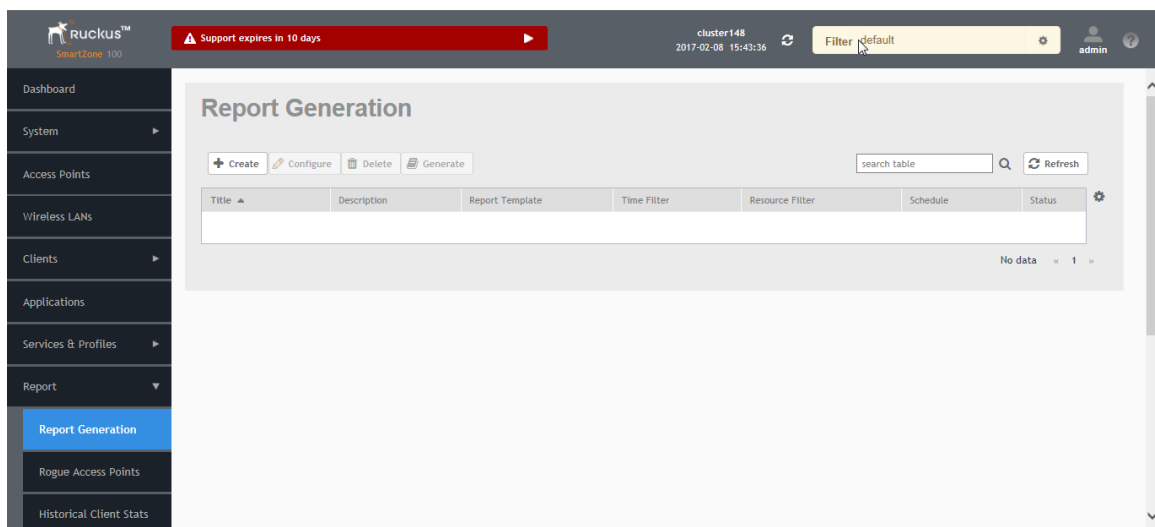 Ruckus™
SmartZone 100
Support expires in 10 days
cluster148
2017-02-08 15:43:36
Filter default
admin
Dashboard
System
Access Points
Wireless LANs
Clients
Applications
Services & Profiles
Report
Report Generation
Rogue Access Points
Historical Client Stats
Report Generation
Create Configure Delete Generate
search table Refresh
Title Description Report Template Time Filter Resource Filter Schedule Status
No data « 1 »